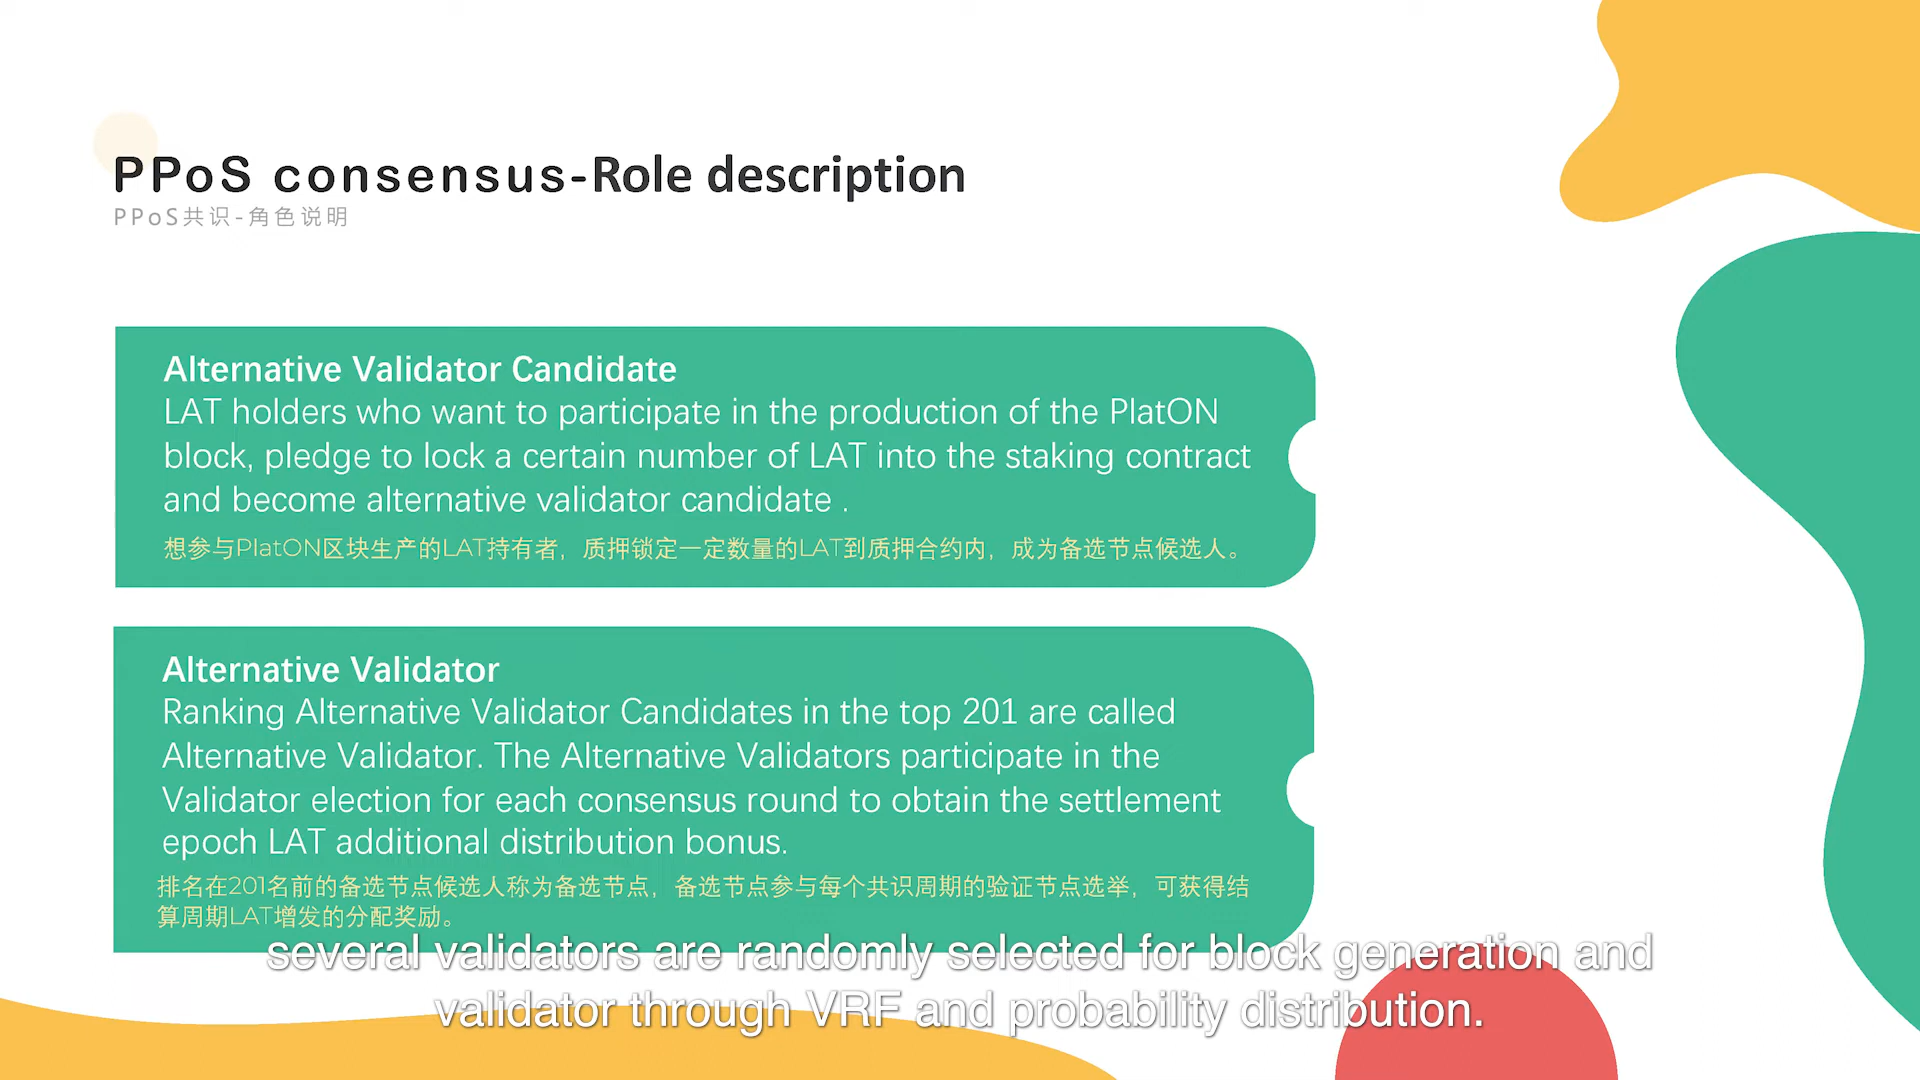 PPoS consensus-Role description
PPoS共识-角色说明
Alternative Validator Candidate
LAT holders who want to participate in the production of the PlatON
block, pledge to lock a certain number of LAT into the staking contract
and become alternative validator candidate .
想参与PlatON区块生产的LAT持有者，质押锁定一定数量的LAT到质押合约内，成为备选节点候选人。
Alternative Validator
Ranking Alternative Validator Candidates in the top 201 are called
Alternative Validator. The Alternative Validators participate in the
Validator election for each consensus round to obtain the settlement
epoch LAT additional distribution bonus.
排名在201名前的备选节点候选人称为备选节点，备选节点参与每个共识周期的验证节点选举，可获得结
算周期LAT增发的分配奖励。
several validators are randomly selected for block generation and
validator through VRF and probability distribution.